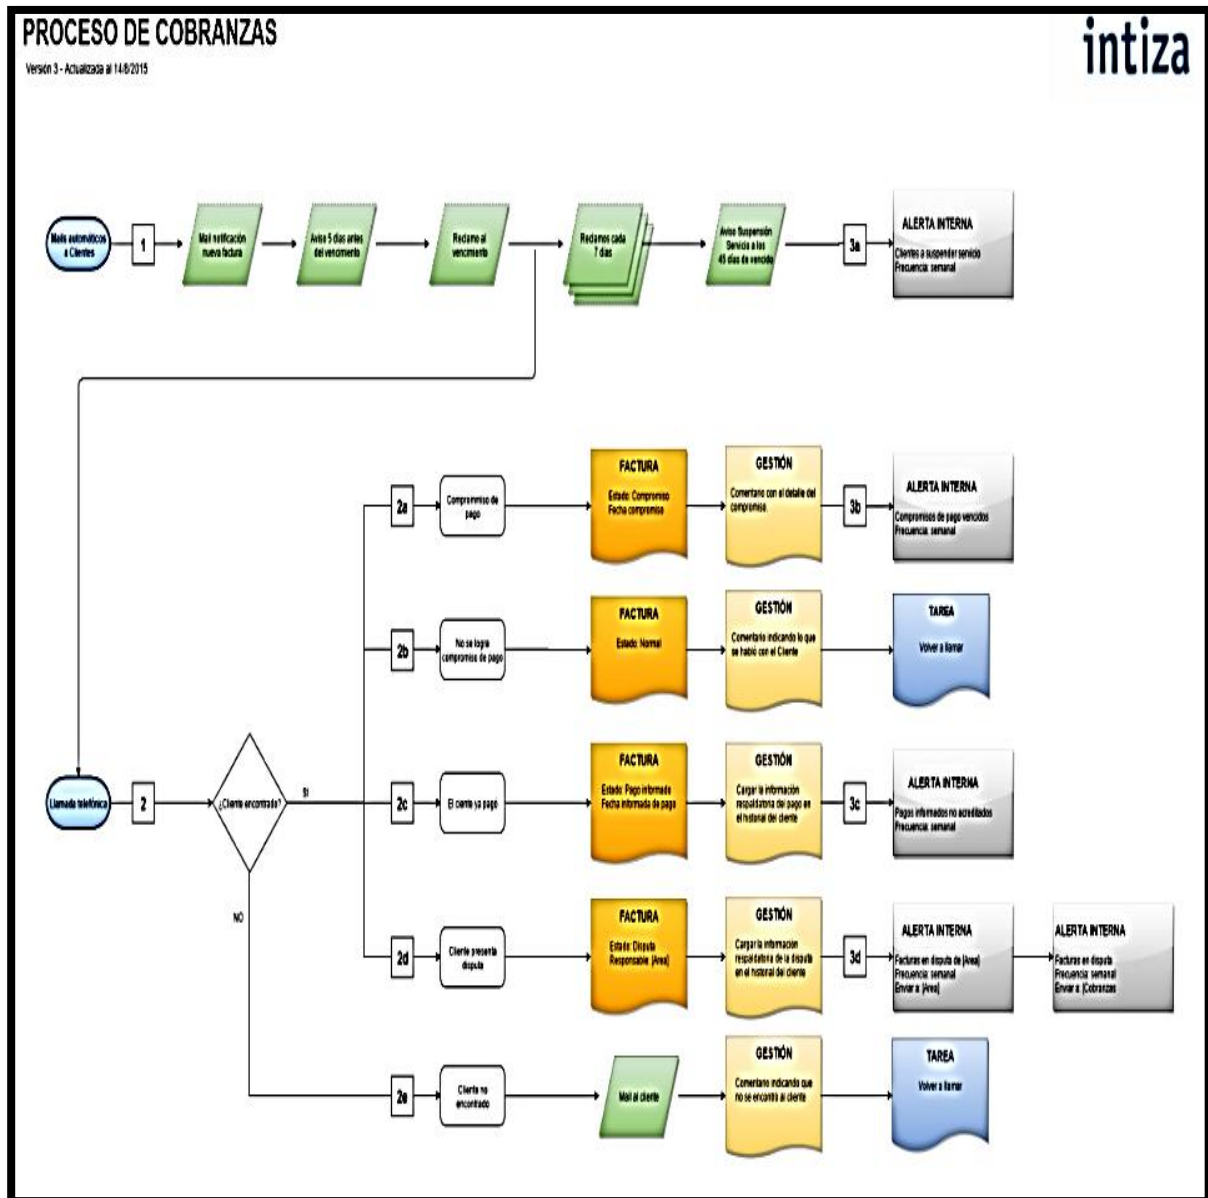 PROCESO DE COBRANZAS
intiza
Versión 3 - Actualizada al 14/8/2015
Mails automáticos
a Clientes
1
Mail notificación
nueva factura
Aviso 5 días antes
del vencimiento
Reclamo al
vencimiento
Reclamos cada
7 días
Aviso Suspensión
Servicio a los
45 días de vencido
3a
ALERTA INTERNA
Clientes a suspender servicio
Frecuencia: semanal
2a
Compromiso de
pago
FACTURA
Estado: Compromiso
Fecha compromiso
GESTIÓN
Comentario con el detalle del
compromiso.
3b
ALERTA INTERNA
Compromisos de pago vencidos
Frecuencia: semanal
2b
No se logra
compromiso de pago
FACTURA
Estado: Normal
GESTIÓN
Comentario indicando lo que
se habló con el Cliente
TAREA
Volver a llamar
Llamada telefónica
2
¿Cliente encontrado?
SI
2c
El ciente ya pagó
FACTURA
Estado: Pago informado
Fecha informada de pago
GESTIÓN
Cargar la información
respaldatoria del pago en
el historial del cliente
3c
ALERTA INTERNA
Pagos informados no acreditados
Frecuencia: semanal
NO
2d
Cliente presenta
disputa
FACTURA
Estado: Disputa
Responsable: [Area]
GESTIÓN
Cargar la información
respaldatoria de la disputa
en el historial del cliente
3d
ALERTA INTERNA
Facturas en disputa de [Area]
Frecuencia: semanal
Enviar a: [Area]
ALERTA INTERNA
Facturas en disputa
Frecuencia: semanal
Enviar a: [Cobranzas
2e
Cliente no
encontrado
Mail al cliente
GESTIÓN
Comentario indicando que
no se encontró al cliente
TAREA
Volver a llamar